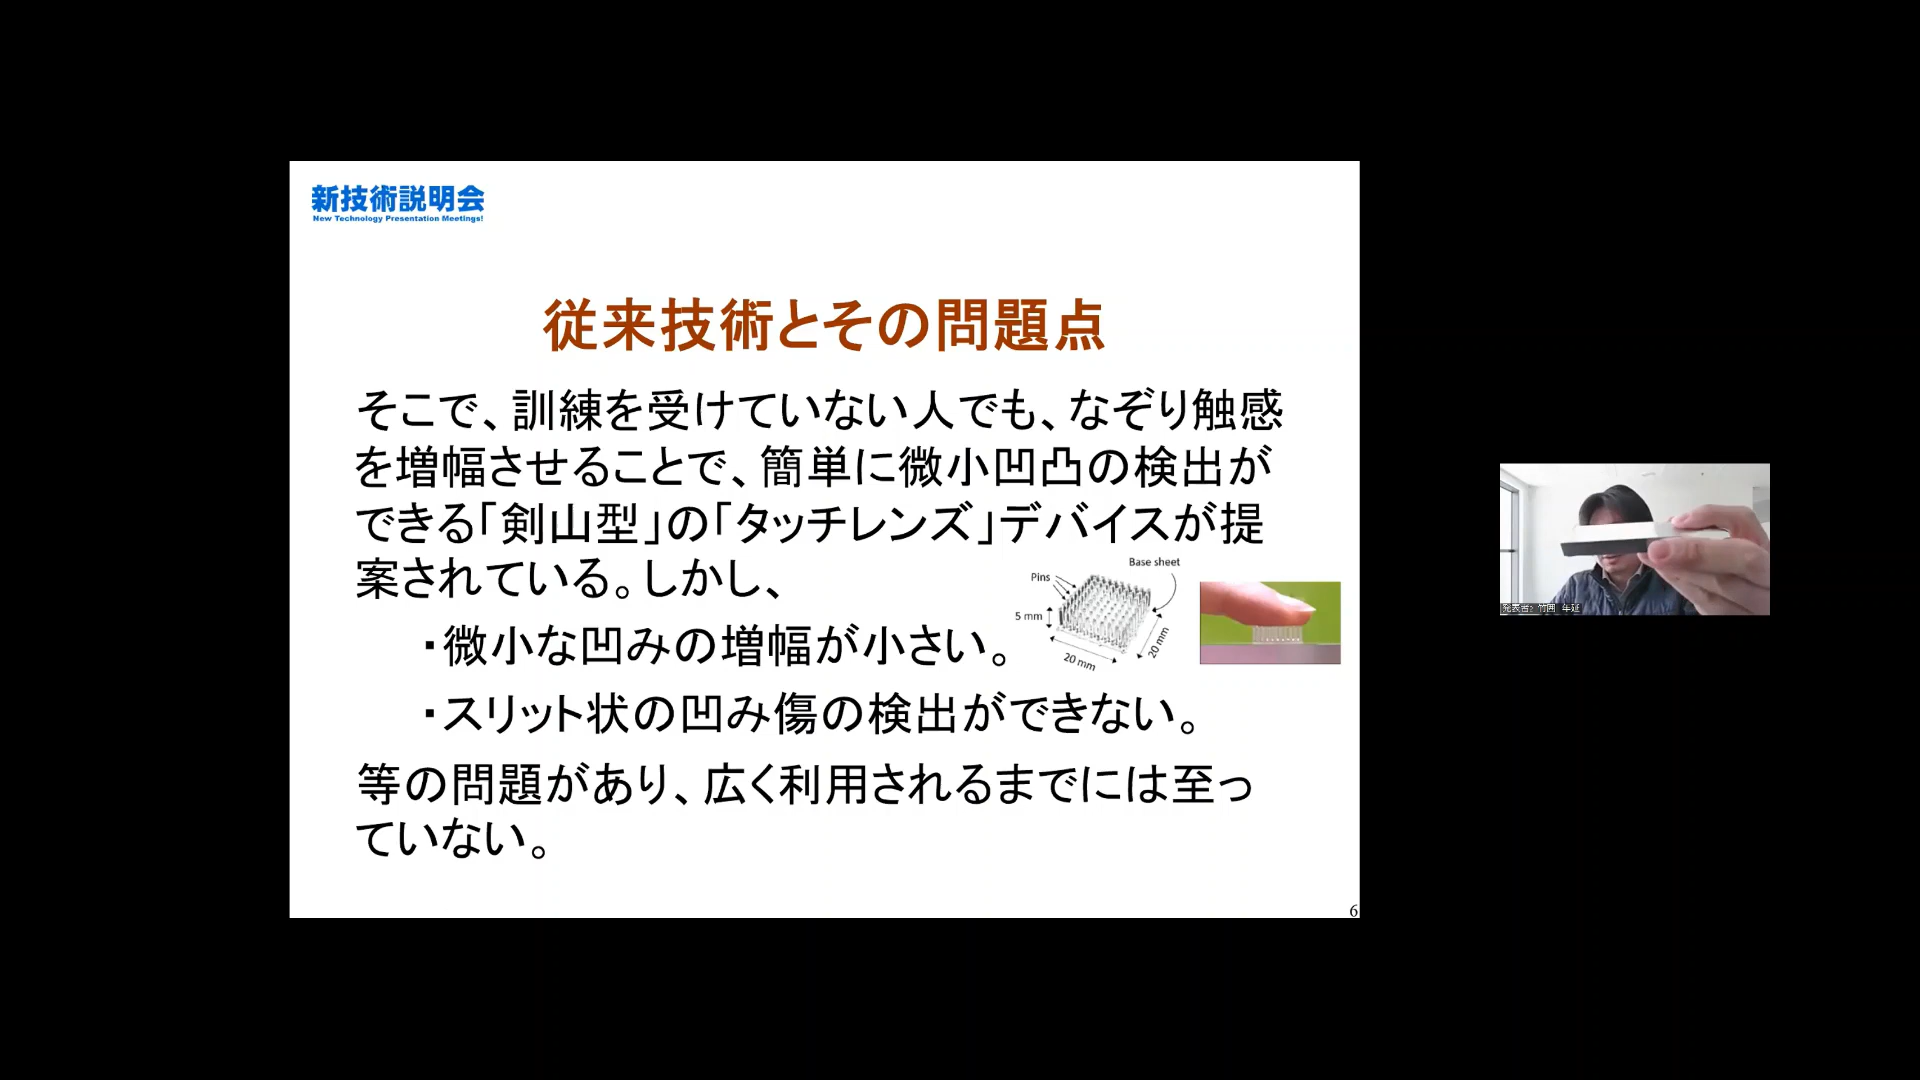 新技術説明会
New Technology Presentation Meetings!
従来技術とその問題点
そこで、訓練を受けていない人でも、なぞり触感
を増幅させることで、簡単に微小凹凸の検出が
できる「剣山型」の「タッチレンズ」デバイスが提
案されている。しかし、
Base sheet
Pins
5 mm
20 mm
20 mm
・微小な凹みの増幅が小さい。
・スリット状の凹み傷の検出ができない。
等の問題があり、広く利用されるまでには至っ
ていない。
6
発表者: 竹囲 年延